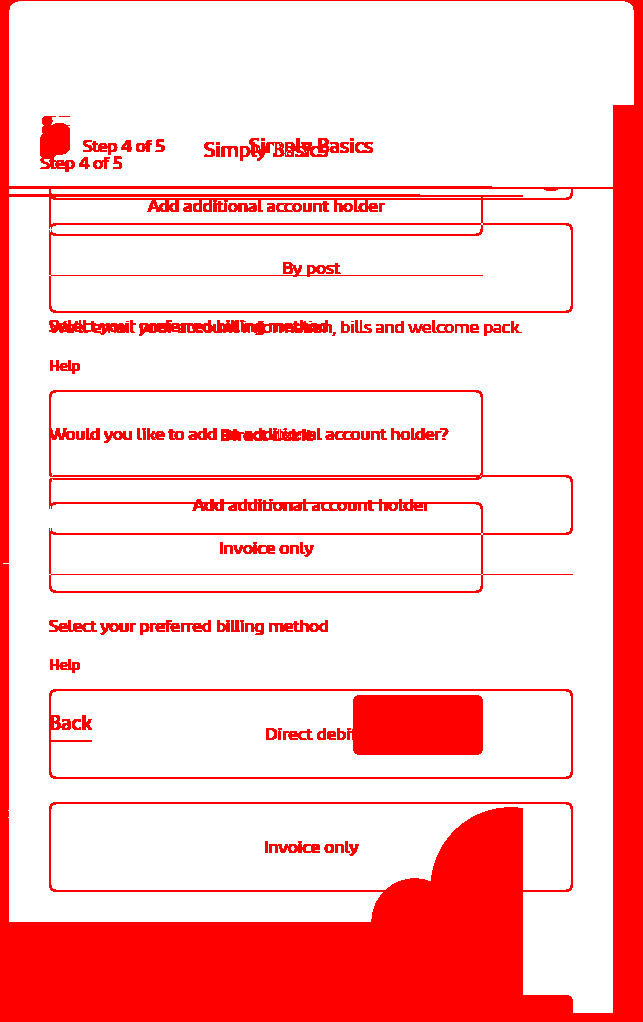 Step 4 of 5
Simply Basics
Simply Basics
Step 4 of 5
Add additional account holder
By post
Select your preferred billing method
We'll email your account information, bills and welcome pack.
Help
Would you like to add an additional account holder?
Direct debit
Add additional account holder
Invoice only
Select your preferred billing method
Help
Back
Direct debit
Invoice only